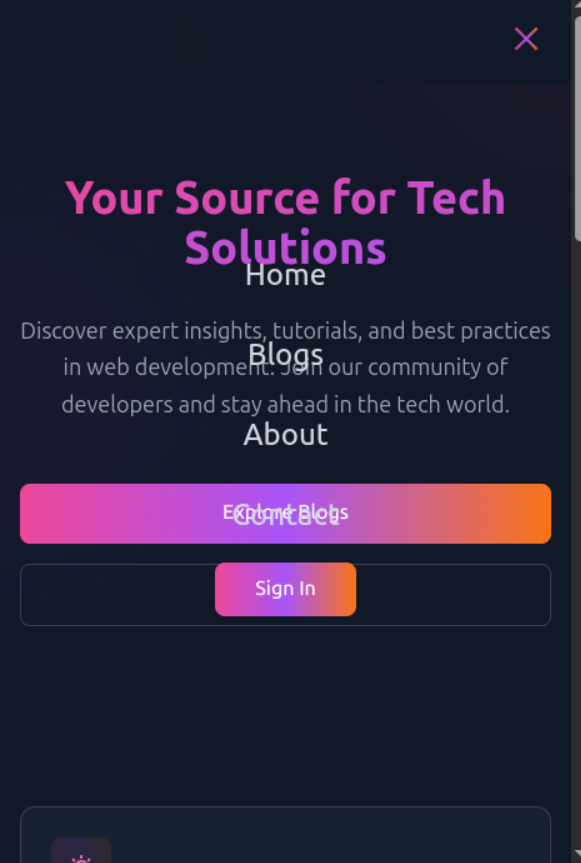 Your Source for Tech
Solutions
Home
Discover expert insights, tutorials, and best practices
Blogs
in web development. Join our community of
developers and stay ahead in the tech world.
About
Explore Blogs
Contact
Sign In